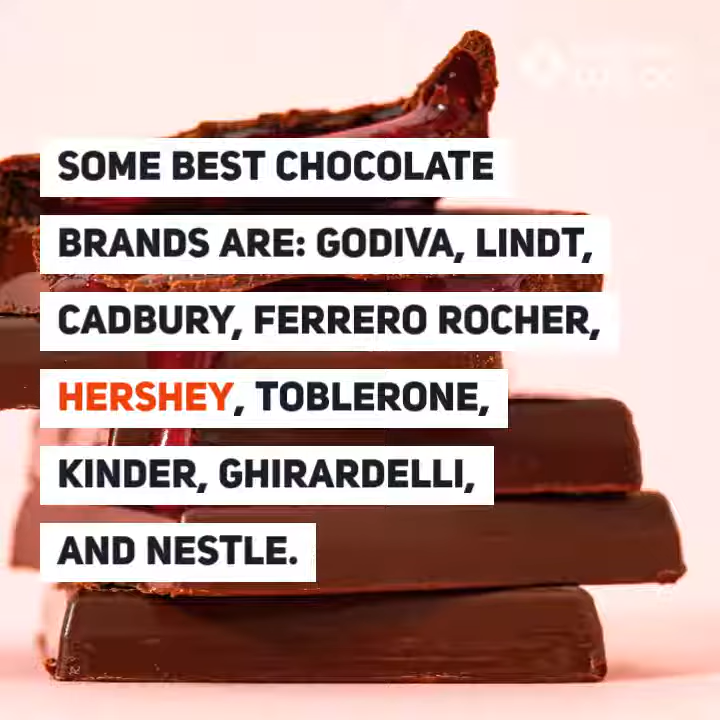 SOME BEST CHOCOLATE
BRANDS ARE: GODIVA, LINDT,
CADBURY, FERRERO ROCHER,
HERSHEY, TOBLERONE,
KINDER, GHIRARDELLI,
AND NESTLE.